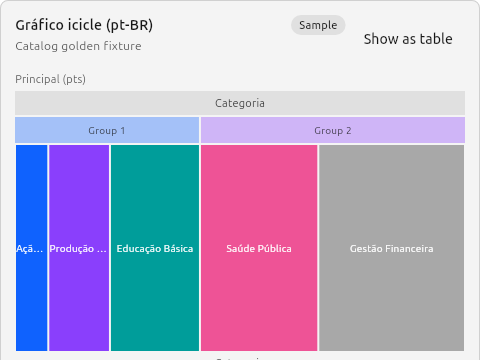 Gráfico icicle (pt-BR)
Sample
Show as table
Catalog golden fixture
Principal (pts)
Categoria
Group 1
Group 2
Açã…
Produção …
Educação Básica
Saúde Pública
Gestão Financeira